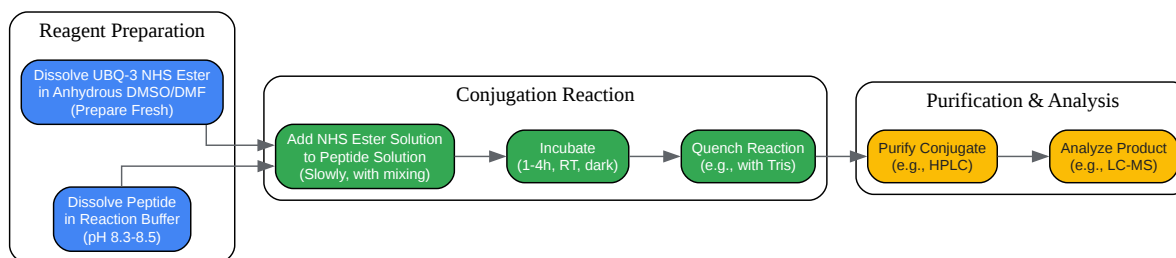 Reagent Preparation
Dissolve UBQ-3 NHS Ester
in Anhydrous DMSO/DMF
(Prepare Fresh)
Dissolve Peptide
in Reaction Buffer
(pH 8.3-8.5)
Conjugation Reaction
Add NHS Ester Solution
to Peptide Solution
(Slowly, with mixing)
Incubate
(1-4h, RT, dark)
Quench Reaction
(e.g., with Tris)
Purification & Analysis
Purify Conjugate
(e.g., HPLC)
Analyze Product
(e.g., LC-MS)